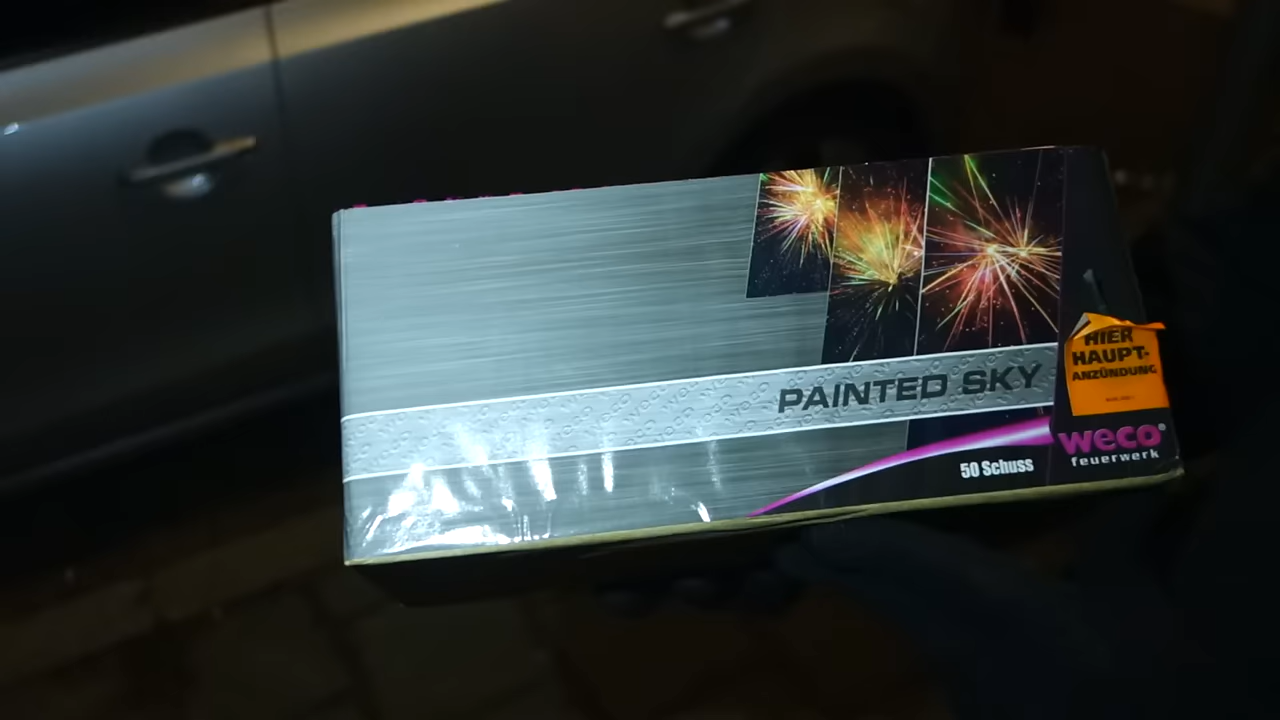 PAINTED SKY
50 Schuss
HIER
HAUPT-
ANZÜNDUNG
weco®
feuerwerk